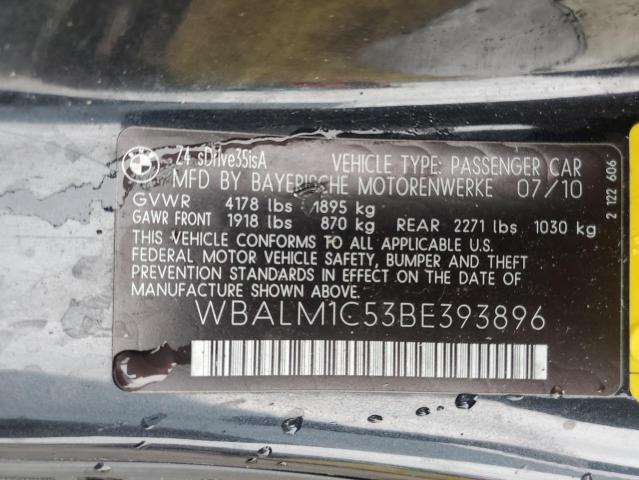 Z4 sDrive35isA VEHICLE TYPE: PASSENGER CAR
MFD BY BAYERISCHE MOTORENWERKE 07/10
GVWR 4178 lbs 1895 kg
GAWR FRONT 1918 lbs 870 kg REAR 2271 lbs 1030 kg
THIS VEHICLE CONFORMS TO ALL APPLICABLE U.S.
FEDERAL MOTOR VEHICLE SAFETY, BUMPER AND THEFT
PREVENTION STANDARDS IN EFFECT ON THE DATE OF
MANUFACTURE SHOWN ABOVE.
WBALM1C53BE393896
2 122 606